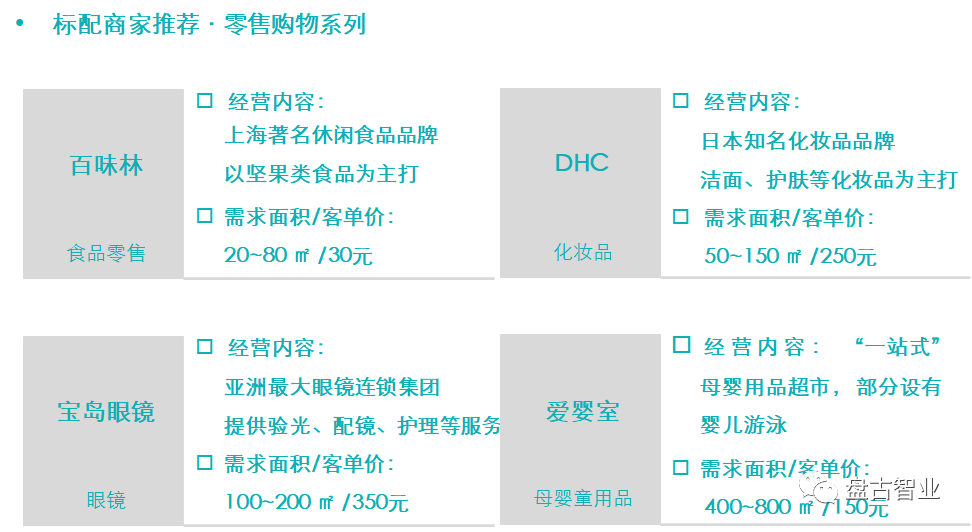 • 标配商家推荐·零售购物系列
百味林
食品零售
□ 经营内容：
上海著名休闲食品品牌
以坚果类食品为主打
□ 需求面积/客单价：
20~80 ㎡ /30元
DHC
化妆品
□ 经营内容：
日本知名化妆品品牌
洁面、护肤等化妆品为主打
□ 需求面积/客单价：
50~150 ㎡ /250元
宝岛眼镜
眼镜
□ 经营内容：
亚洲最大眼镜连锁集团
提供验光、配镜、护理等服务
□ 需求面积/客单价：
100~200 ㎡ /350元
爱婴室
母婴童用品
□ 经营内容： “一站式”
母婴用品超市，部分设有
婴儿游泳
□ 需求面积/客单价：
400~800 ㎡ /150元
盘古智业